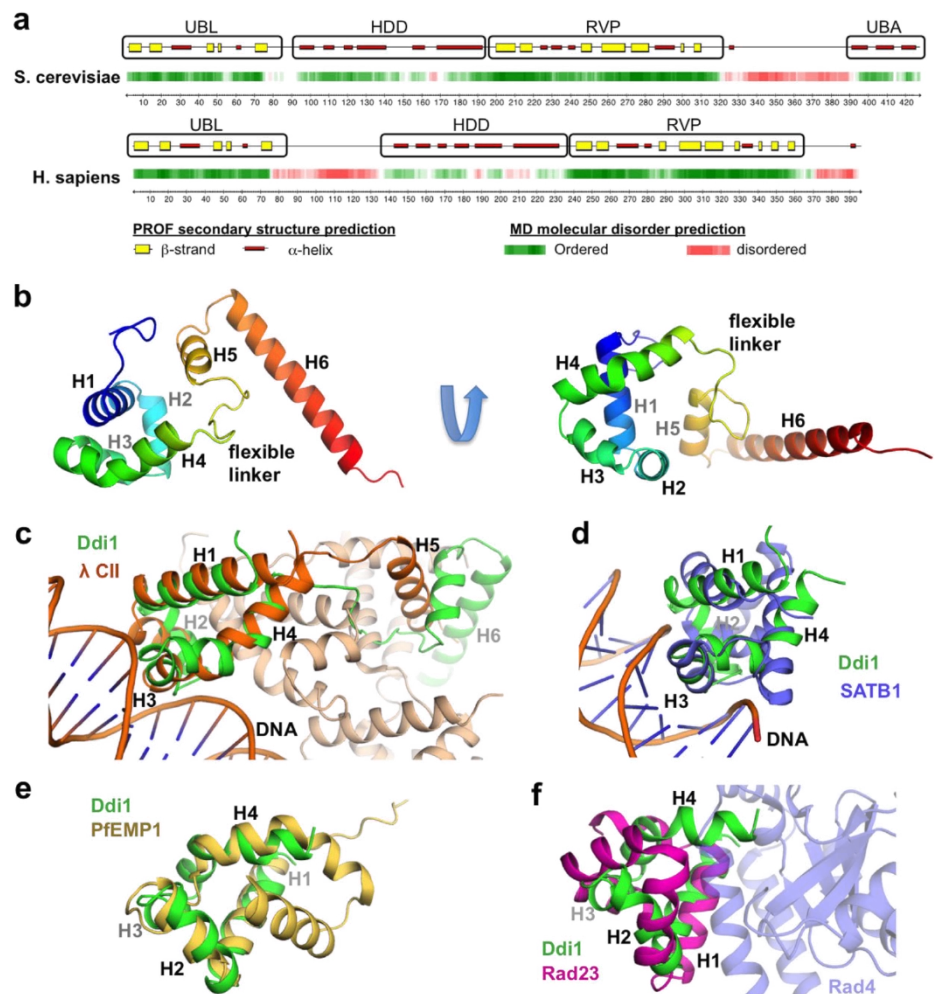 a
UBL HDD RVP UBA
S. cerevisiae
10 20 30 40 50 60 70 80 90 100 110 120 130 140 150 160 170 180 190 200 210 220 230 240 250 260 270 280 290 300 310 320 330 340 350 360 370 380 390 400 410 420
UBL HDD RVP
H. sapiens
10 20 30 40 50 60 70 80 90 100 110 120 130 140 150 160 170 180 190 200 210 220 230 240 250 260 270 280 290 300 310 320 330 340 350 360 370 380 390
PROF secondary structure prediction MD molecular disorder prediction
β-strand α-helix Ordered disordered
b
H1 H2 H3 H4 H5 H6
flexible
linker
flexible
linker
H4 H1 H5 H6 H3 H2
c
Ddi1
λ CII
H1 H5 H2 H4 H6 H3
DNA
d
H1 H2 H4 H3
Ddi1
SATB1
DNA
e
Ddi1
PfEMP1
H4 H1 H3 H2
f
H4 H3 H2 H1
Ddi1
Rad23
Rad4